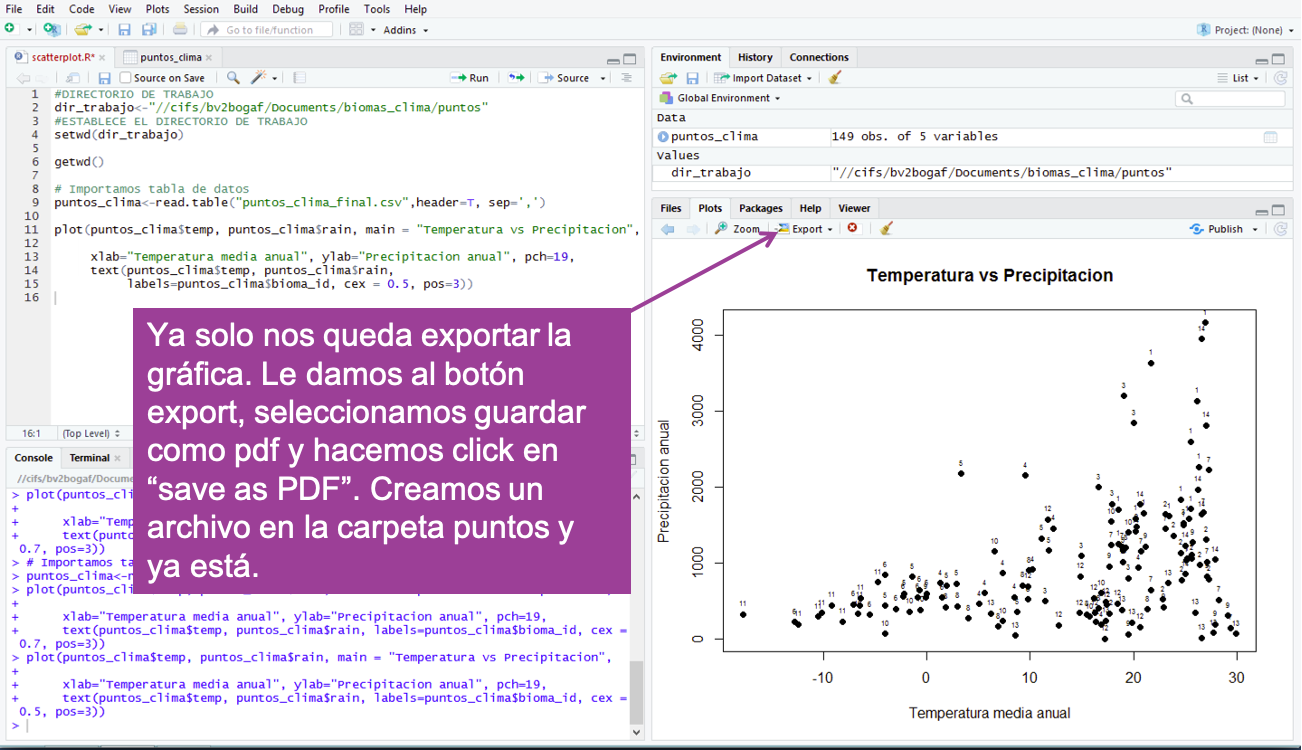 File Edit Code View Plots Session Build Debug Profile Tools Help
Go to file/function Addins Project: (None)
scatterplot.R* puntos_clima
Source on Save Run Source
1 #DIRECTORIO DE TRABAJO
2 dir_trabajo<-"//cifs/bv2bogaf/Documents/biomas_clima/puntos"
3 #ESTABLECE EL DIRECTORIO DE TRABAJO
4 setwd(dir_trabajo)
5
6 getwd()
7
8 # Importamos tabla de datos
9 puntos_clima<-read.table("puntos_clima_final.csv",header=T, sep=',')
10
11 plot(puntos_clima$temp, puntos_clima$rain, main = "Temperatura vs Precipitacion",
12
13 xlab="Temperatura media anual", ylab="Precipitacion anual", pch=19,
14 text(puntos_clima$temp, puntos_clima$rain,
15 labels=puntos_clima$bioma_id, cex = 0.5, pos=3))
16
16:1 (Top Level)
Ya solo nos queda exportar la
gráfica. Le damos al botón
export, seleccionamos guardar
como pdf y hacemos click en
“save as PDF”. Creamos un
archivo en la carpeta puntos y
ya está.
Console Terminal
//cifs/bv2bogaf/Docume
> plot(puntos_cli
+
+ xlab="Temp
+ text(punto
0.7, pos=3))
> # Importamos ta
> puntos_clima<-r
> plot(puntos_cli
+
+ xlab="Temperatura media anual", ylab="Precipitacion anual", pch=19,
+ text(puntos_clima$temp, puntos_clima$rain, labels=puntos_clima$bioma_id, cex =
0.7, pos=3))
> plot(puntos_clima$temp, puntos_clima$rain, main = "Temperatura vs Precipitacion",
+
+ xlab="Temperatura media anual", ylab="Precipitacion anual", pch=19,
+ text(puntos_clima$temp, puntos_clima$rain, labels=puntos_clima$bioma_id, cex =
0.5, pos=3))
>
Environment History Connections
Import Dataset List
Global Environment
Data
puntos_clima 149 obs. of 5 variables
Values
dir_trabajo "//cifs/bv2bogaf/Documents/biomas_clima/puntos"
Files Plots Packages Help Viewer
Zoom Export Publish
Temperatura vs Precipitacion
Precipitacion anual
4000
3000
2000
1000
0
-10 0 10 20 30
Temperatura media anual